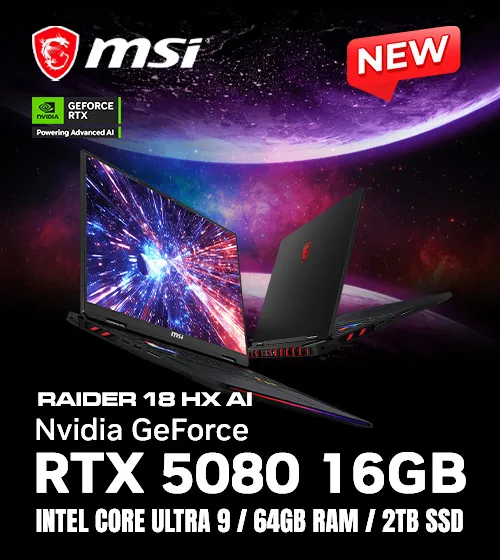 msi
NEW
NVIDIA
GEFORCE
RTX
Powering Advanced AI
msi
RAIDER 18 HX AI
Nvidia GeForce
RTX 5080 16GB
INTEL CORE ULTRA 9 / 64GB RAM / 2TB SSD